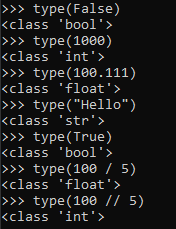 >>> type(False)
<class 'bool'>
>>> type(1000)
<class 'int'>
>>> type(100.111)
<class 'float'>
>>> type("Hello")
<class 'str'>
>>> type(True)
<class 'bool'>
>>> type(100 / 5)
<class 'float'>
>>> type(100 // 5)
<class 'int'>